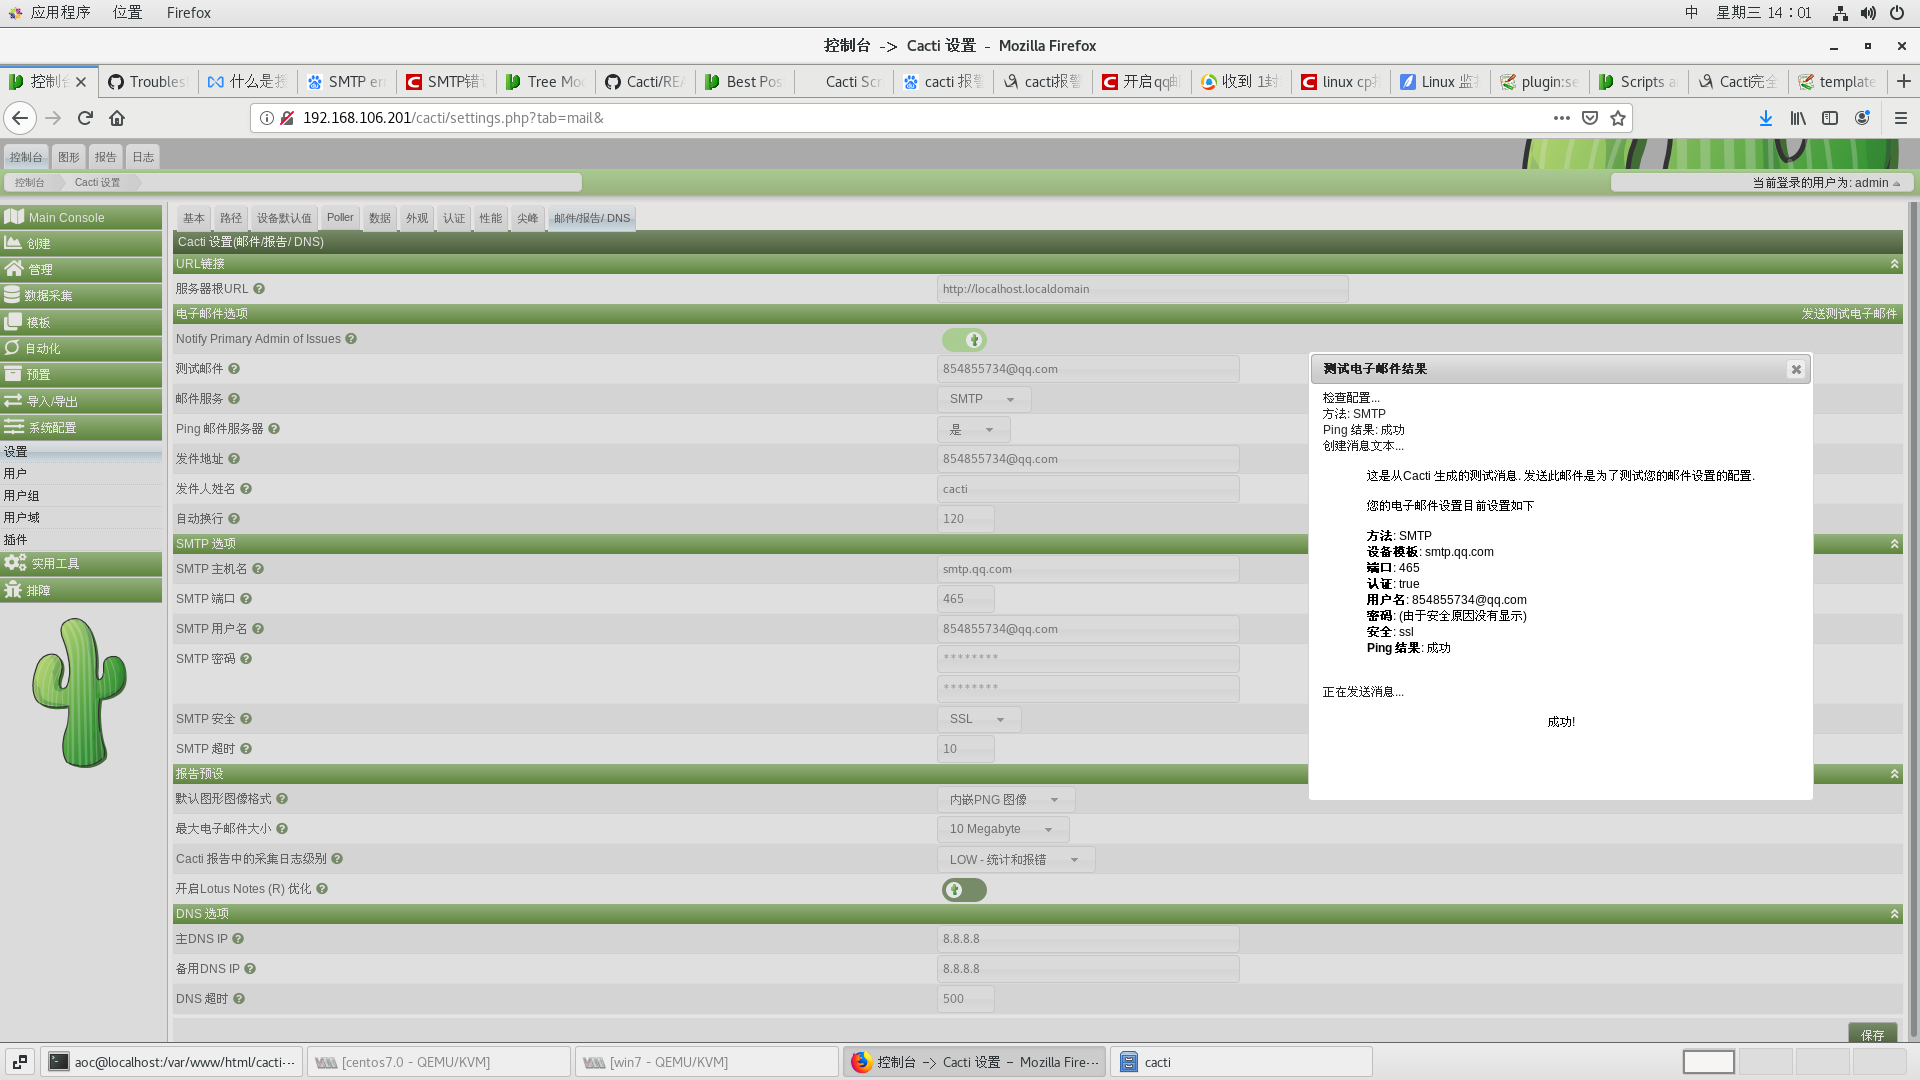 应用程序 位置 Firefox 中 星期三 14：01
控制台 -> Cacti 设置 - Mozilla Firefox
控制台 Troubles 什么是技 SMTP er SMTP错 Tree Mo Cacti/REA Best Pos Cacti Scr cacti 报警 cacti报警 开启qq邮 收到 1封 linux cp Linux 监 plugin:se Scripts a Cacti完全 template
192.168.106.201/cacti/settings.php?tab=mail&
控制台 图形 报告 日志
控制台 Cacti 设置 当前登录的用户为: admin
Main Console
创建
管理
数据采集
模板
自动化
预置
导入/导出
系统配置
设置
用户
用户组
用户域
插件
实用工具
排障
基本 路径 设备默认值 Poller 数据 外观 认证 性能 尖峰 邮件/报告/ DNS
Cacti 设置(邮件/报告/ DNS)
URL链接
服务器根URL http://localhost.localdomain
电子邮件选项 发送测试电子邮件
Notify Primary Admin of Issues
测试邮件 854855734@qq.com
邮件服务 SMTP
Ping 邮件服务器 是
发件地址 854855734@qq.com
发件人姓名 cacti
自动换行 120
SMTP 选项
SMTP 主机名 smtp.qq.com
SMTP 端口 465
SMTP 用户名 854855734@qq.com
SMTP 密码 ********
********
SMTP 安全 SSL
SMTP 超时 10
报告预设
默认图形图像格式 内嵌PNG 图像
最大电子邮件大小 10 Megabyte
Cacti 报告中的采集日志级别 LOW - 统计和报错
开启Lotus Notes (R) 优化
DNS 选项
主DNS IP 8.8.8.8
备用DNS IP 8.8.8.8
DNS 超时 500
保存
测试电子邮件结果
检查配置...
方法: SMTP
Ping 结果: 成功
创建消息文本...
这是从Cacti 生成的测试消息. 发送此邮件是为了测试您的邮件设置的配置.
您的电子邮件设置目前设置如下
方法: SMTP
设备模板: smtp.qq.com
端口: 465
认证: true
用户名: 854855734@qq.com
密码: (由于安全原因没有显示)
安全: ssl
Ping 结果: 成功
正在发送消息...
成功!
aoc@localhost:/var/www/html/cacti-··· [centos7.0 - QEMU/KVM] [win7 - QEMU/KVM] 控制台 -> Cacti 设置 - Mozilla Fire··· cacti